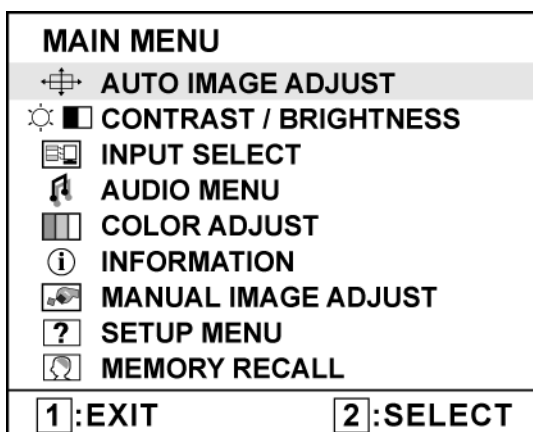 MAIN MENU
AUTO IMAGE ADJUST
CONTRAST / BRIGHTNESS
INPUT SELECT
AUDIO MENU
COLOR ADJUST
i INFORMATION
MANUAL IMAGE ADJUST
? SETUP MENU
MEMORY RECALL
1:EXIT 2:SELECT